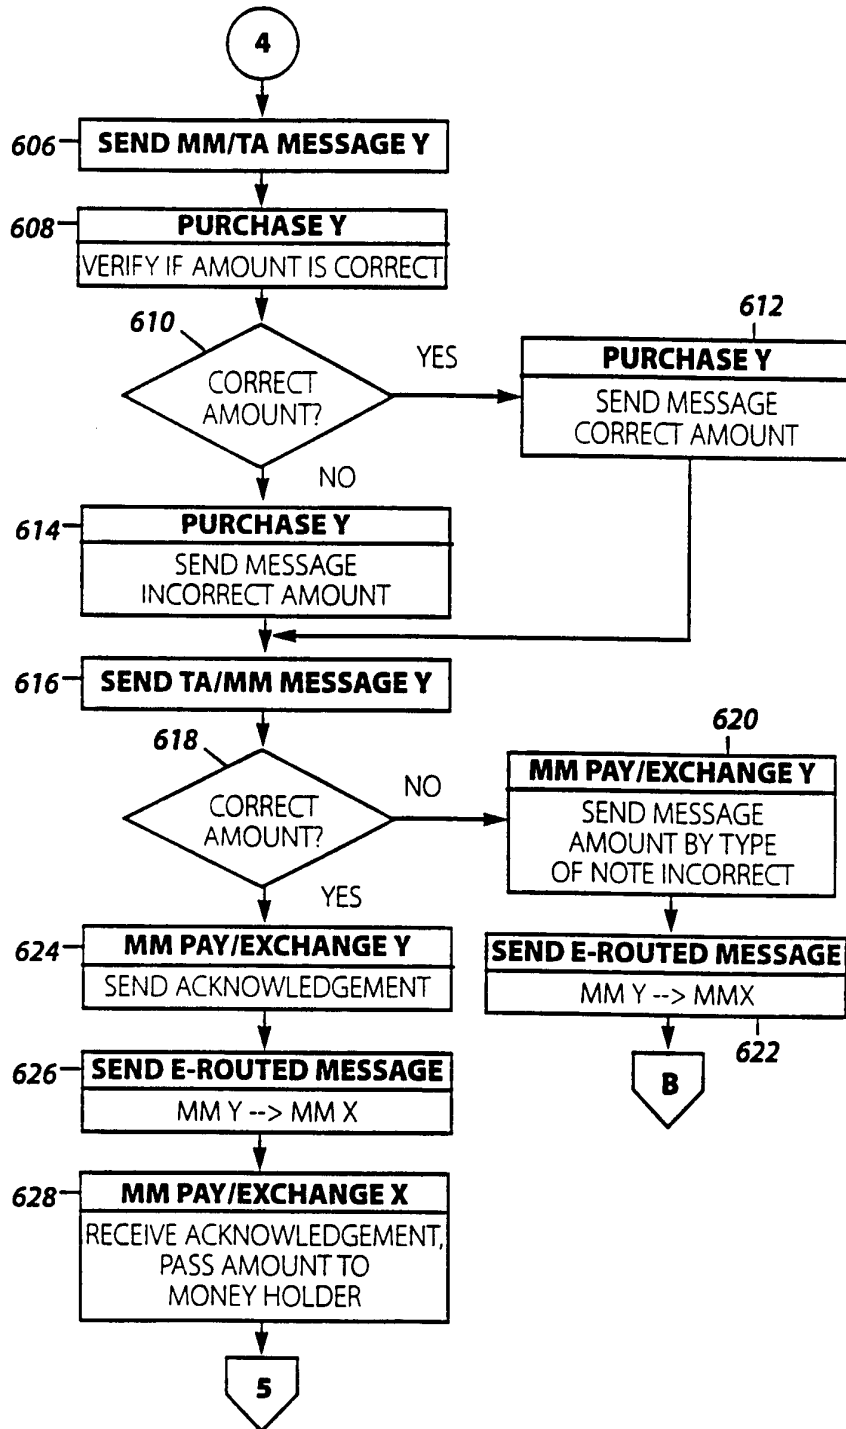 4
606
SEND MM/TA MESSAGE Y
608
PURCHASE Y
VERIFY IF AMOUNT IS CORRECT
610
CORRECT
AMOUNT?
YES
612
PURCHASE Y
SEND MESSAGE
CORRECT AMOUNT
NO
614
PURCHASE Y
SEND MESSAGE
INCORRECT AMOUNT
616
SEND TA/MM MESSAGE Y
618
CORRECT
AMOUNT?
NO
620
MM PAY/EXCHANGE Y
SEND MESSAGE
AMOUNT BY TYPE
OF NOTE INCORRECT
YES
624
MM PAY/EXCHANGE Y
SEND ACKNOWLEDGEMENT
SEND E-ROUTED MESSAGE
MM Y --> MMX
622
B
626
SEND E-ROUTED MESSAGE
MM Y --> MM X
628
MM PAY/EXCHANGE X
RECEIVE ACKNOWLEDGEMENT,
PASS AMOUNT TO
MONEY HOLDER
5